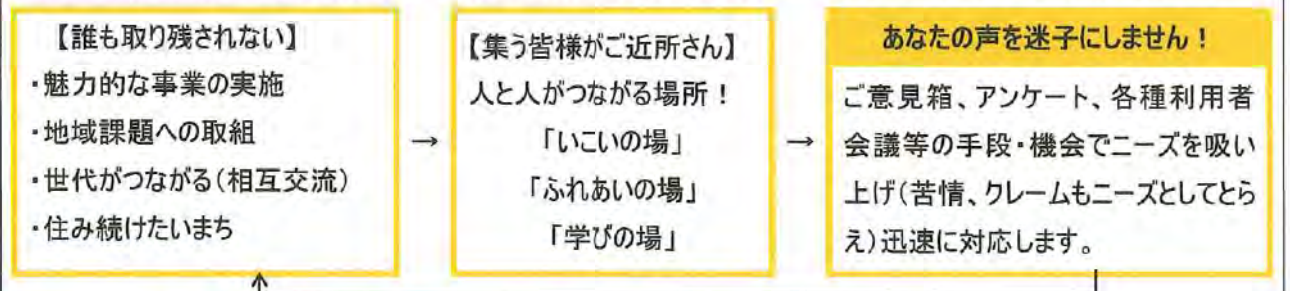 【誰も取り残されない】
・魅力的な事業の実施
・地域課題への取組
・世代がつながる(相互交流)
・住み続けたいまち
→
【集う皆様がご近所さん】
人と人がつながる場所!
「いこいの場」
「ふれあいの場」
「学びの場」
→
あなたの声を迷子にしません!
ご意見箱、アンケート、各種利用者
会議等の手段・機会でニーズを吸い
上げ(苦情、クレームもニーズとしてとら
え)迅速に対応します。